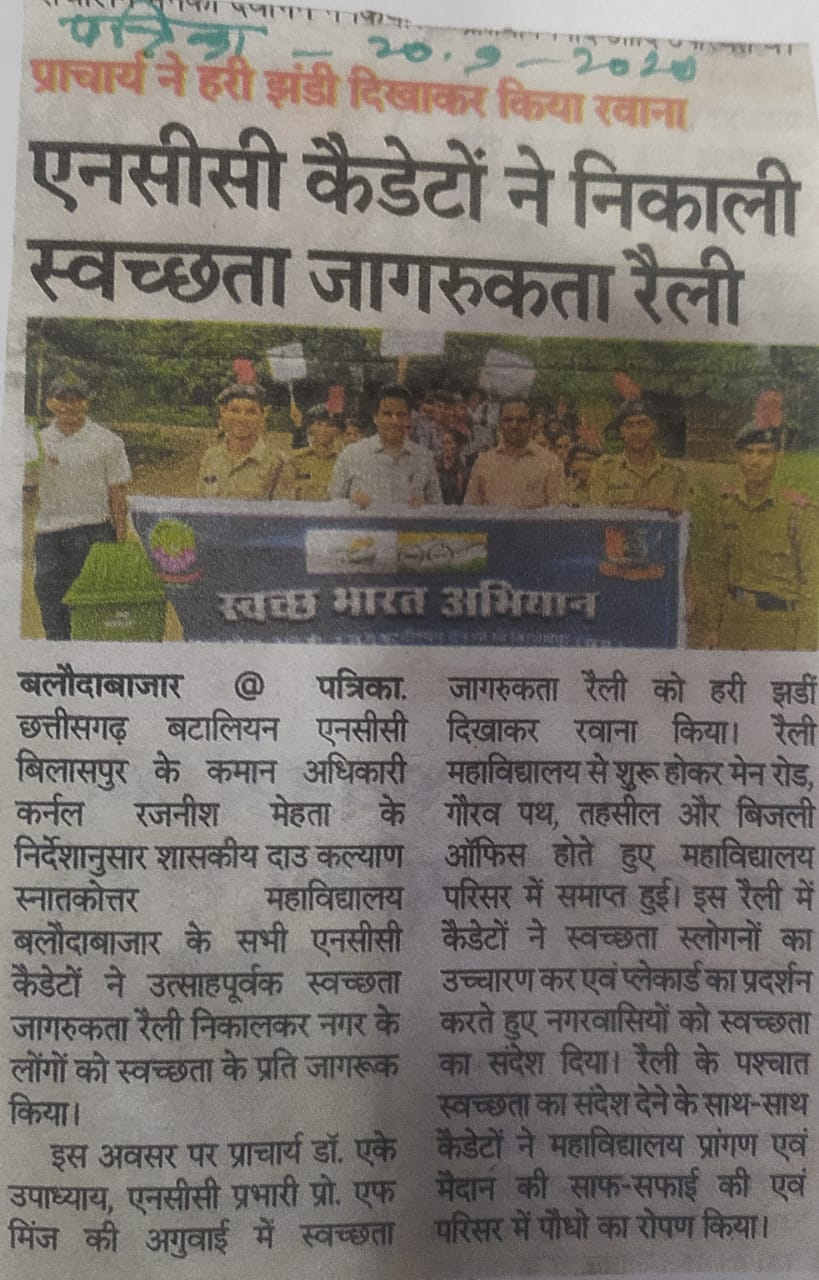 पत्रिका - 20.9-2020
प्राचार्य ने हरी झंडी दिखाकर किया रवाना
एनसीसी कैडेटों ने निकाली
स्वच्छता जागरुकता रैली
स्वच्छ भारत अभियान
बलौदाबाजार @ पत्रिका.
छत्तीसगढ़ बटालियन एनसीसी
बिलासपुर के कमान अधिकारी
कर्नल रजनीश मेहता के
निर्देशानुसार शासकीय दाउ कल्याण
स्नातकोत्तर महाविद्यालय
बलौदाबाजार के सभी एनसीसी
कैडेटों ने उत्साहपूर्वक स्वच्छता
जागरुकता रैली निकालकर नगर के
लोंगों को स्वच्छता के प्रति जागरूक
किया।
इस अवसर पर प्राचार्य डॉ. एके
उपाध्याय, एनसीसी प्रभारी प्रो. एफ
मिंज की अगुवाई में स्वच्छता
जागरुकता रैली को हरी झडीं
दिखाकर रवाना किया। रैली
महाविद्यालय से शुरू होकर मेन रोड,
गौरव पथ, तहसील और बिजली
ऑफिस होते हुए महाविद्यालय
परिसर में समाप्त हुई। इस रैली में
कैडेटों ने स्वच्छता स्लोगनों का
उच्चारण कर एवं प्लेकार्ड का प्रदर्शन
करते हुए नगरवासियों को स्वच्छता
का संदेश दिया। रैली के पश्चात
स्वच्छता का संदेश देने के साथ-साथ
कैडेटों ने महाविद्यालय प्रांगण एवं
मैदान की साफ-सफाई की एवं
परिसर में पौधो का रोपण किया।